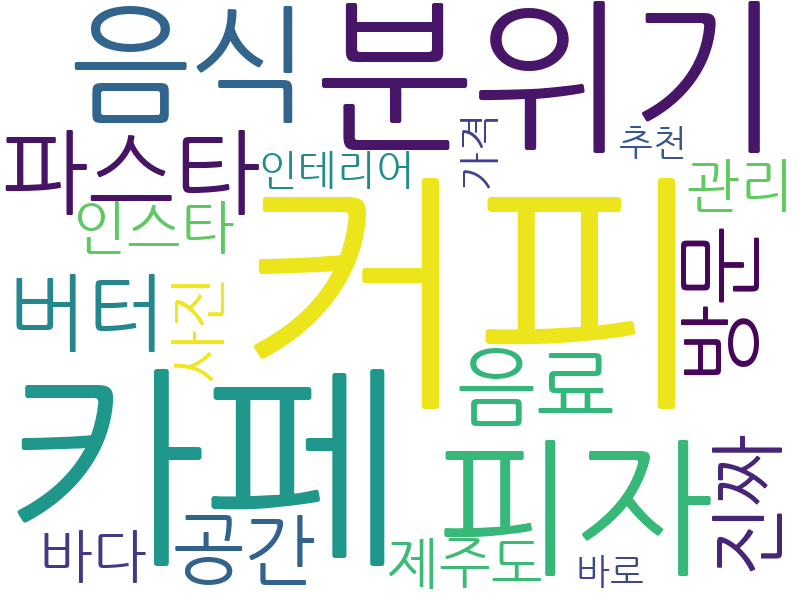 음식
분위기
파스타
인테리어
가격
추천
관리
인스타
커피
방문
버터
사진
음료
카페
피자
진짜
바다
공간
제주도
바로